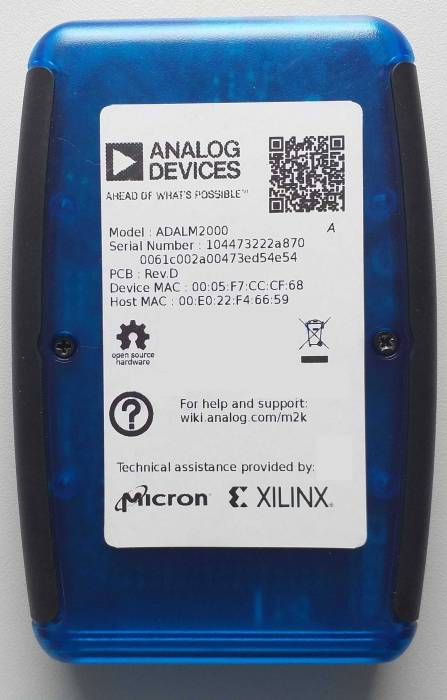 ANALOG
DEVICES
AHEAD OF WHAT'S POSSIBLE™
Model : ADALM2000 A
Serial Number : 104473222a870
0061c002a00473ed54e54
PCB : Rev.D
Device MAC : 00:05:F7:CC:CF:68
Host MAC : 00:E0:22:F4:66:59
open source
hardware
?
For help and support:
wiki.analog.com/m2k
Technical assistance provided by:
Micron XILINX®